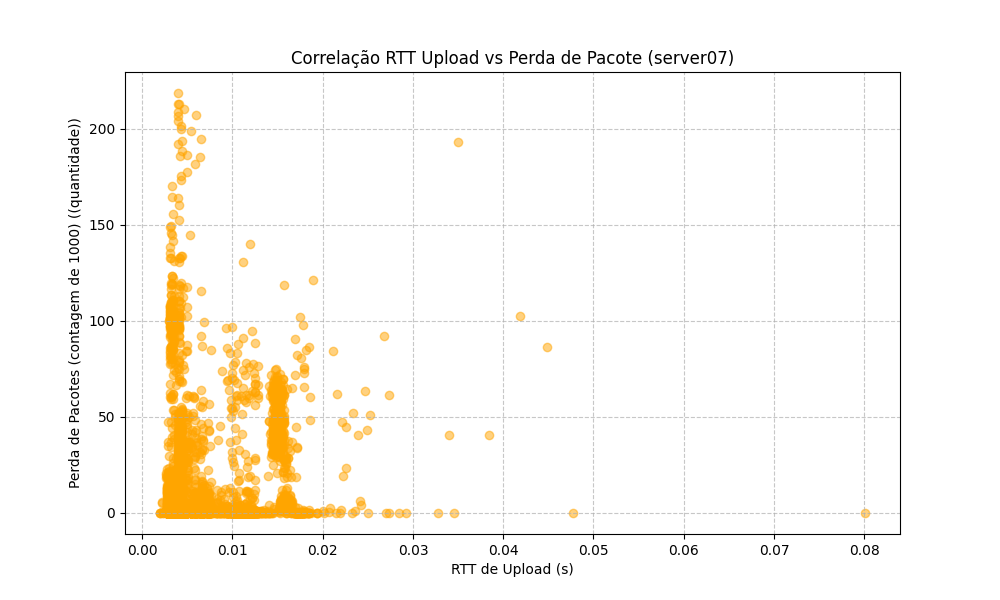 Correlação RTT Upload vs Perda de Pacote (server07)
Perda de Pacotes (contagem de 1000) ((quantidade))
200
150
100
50
0
0.00 0.01 0.02 0.03 0.04 0.05 0.06 0.07 0.08
RTT de Upload (s)